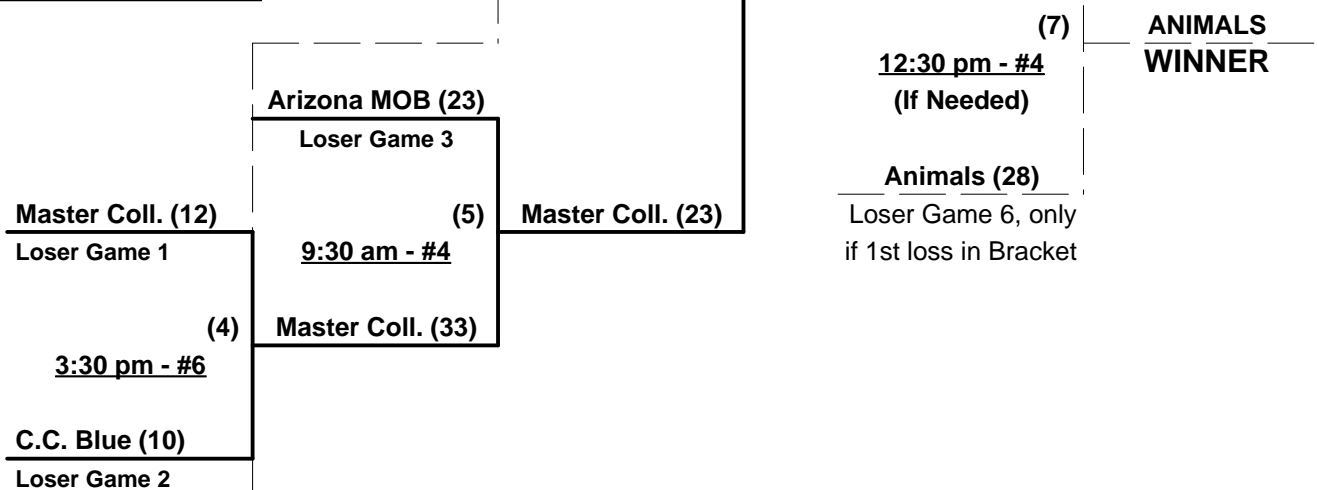 (7)
ANIMALS
12:30 pm - #4
WINNER
(If Needed)
Arizona MOB (23)
Loser Game 3
Animals (28)
Master Coll. (12)
(5)
Master Coll. (23)
Loser Game 6, only
Loser Game 1
9:30 am - #4
if 1st loss in Bracket
(4)
Master Coll. (33)
3:30 pm - #6
C.C. Blue (10)
Loser Game 2